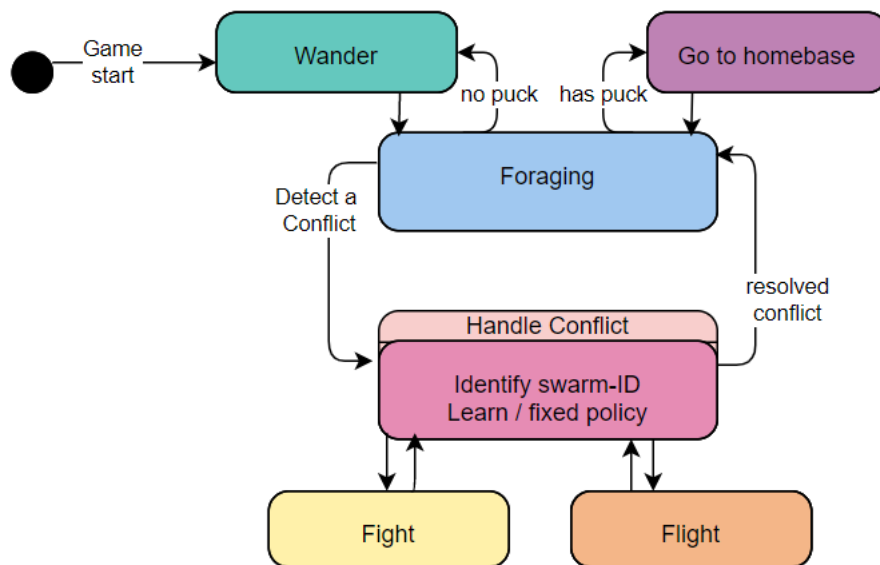 Game
start
Wander
Go to homebase
no puck
has puck
Foraging
Detect a
Conflict
resolved
conflict
Handle Conflict
Identify swarm-ID
Learn / fixed policy
Fight
Flight